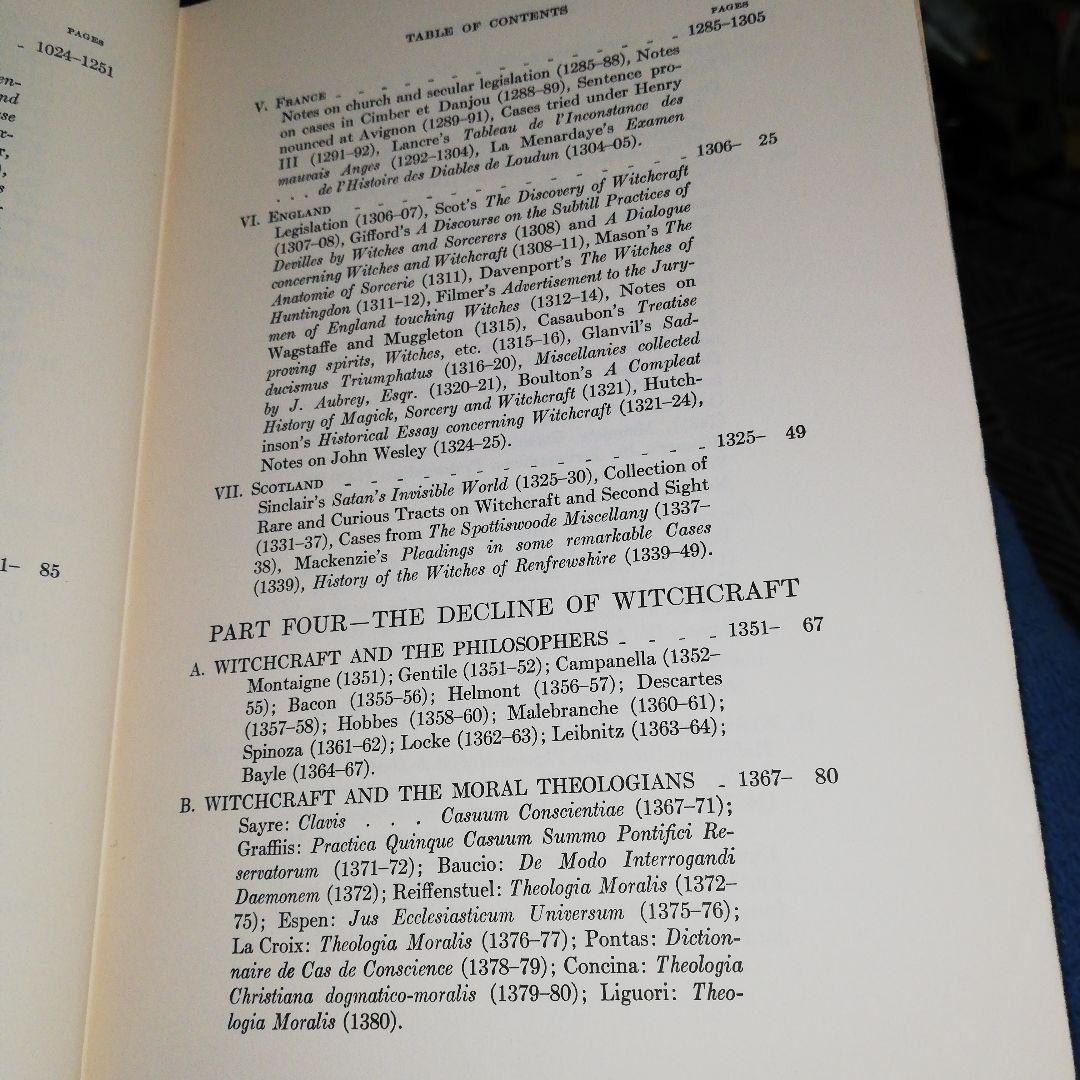 PAGES
- 1024–1251
en-
nd
se
x-
r,
),
s
1– 85
TABLE OF CONTENTS
PAGES
V. FRANCE - - - - - - - - - - - 1285–1305
Notes on church and secular legislation (1285–88), Notes
on cases in Cimber et Danjou (1288–89), Sentence pro-
nounced at Avignon (1289–91), Cases tried under Henry
III (1291–92), Lancre's Tableau de l'Inconstance des
mauvais Anges (1292–1304), La Menardaye's Examen
. . . de l'Histoire des Diables de Loudun (1304–05).
VI. ENGLAND - - - - - - - - - - - 1306– 25
Legislation (1306–07), Scot's The Discovery of Witchcraft
(1307–08), Gifford's A Discourse on the Subtill Practices of
Devilles by Witches and Sorcerers (1308) and A Dialogue
concerning Witches and Witchcraft (1308–11), Mason's The
Anatomie of Sorcerie (1311), Davenport's The Witches of
Huntingdon (1311–12), Filmer's Advertisement to the Jury-
men of England touching Witches (1312–14), Notes on
Wagstaffe and Muggleton (1315), Casaubon's Treatise
proving spirits, Witches, etc. (1315–16), Glanvil's Sad-
ducismus Triumphatus (1316–20), Miscellanies collected
by J. Aubrey, Esqr. (1320–21), Boulton's A Compleat
History of Magick, Sorcery and Witchcraft (1321), Hutch-
inson's Historical Essay concerning Witchcraft (1321–24),
Notes on John Wesley (1324–25).
VII. SCOTLAND - - - - - - - - - - - 1325– 49
Sinclair's Satan's Invisible World (1325–30), Collection of
Rare and Curious Tracts on Witchcraft and Second Sight
(1331–37), Cases from The Spottiswoode Miscellany (1337–
38), Mackenzie's Pleadings in some remarkable Cases
(1339), History of the Witches of Renfrewshire (1339–49).
PART FOUR—THE DECLINE OF WITCHCRAFT
A. WITCHCRAFT AND THE PHILOSOPHERS - - - - 1351– 67
Montaigne (1351); Gentile (1351–52); Campanella (1352–
55); Bacon (1355–56); Helmont (1356–57); Descartes
(1357–58); Hobbes (1358–60); Malebranche (1360–61);
Spinoza (1361–62); Locke (1362–63); Leibnitz (1363–64);
Bayle (1364–67).
B. WITCHCRAFT AND THE MORAL THEOLOGIANS - 1367– 80
Sayre: Clavis . . . Casuum Conscientiae (1367–71);
Graffiis: Practica Quinque Casuum Summo Pontifici Re-
servatorum (1371–72); Baucio: De Modo Interrogandi
Daemonem (1372); Reiffenstuel: Theologia Moralis (1372–
75); Espen: Jus Ecclesiasticum Universum (1375–76);
La Croix: Theologia Moralis (1376–77); Pontas: Diction-
naire de Cas de Conscience (1378–79); Concina: Theologia
Christiana dogmatico-moralis (1379–80); Liguori: Theo-
logia Moralis (1380).